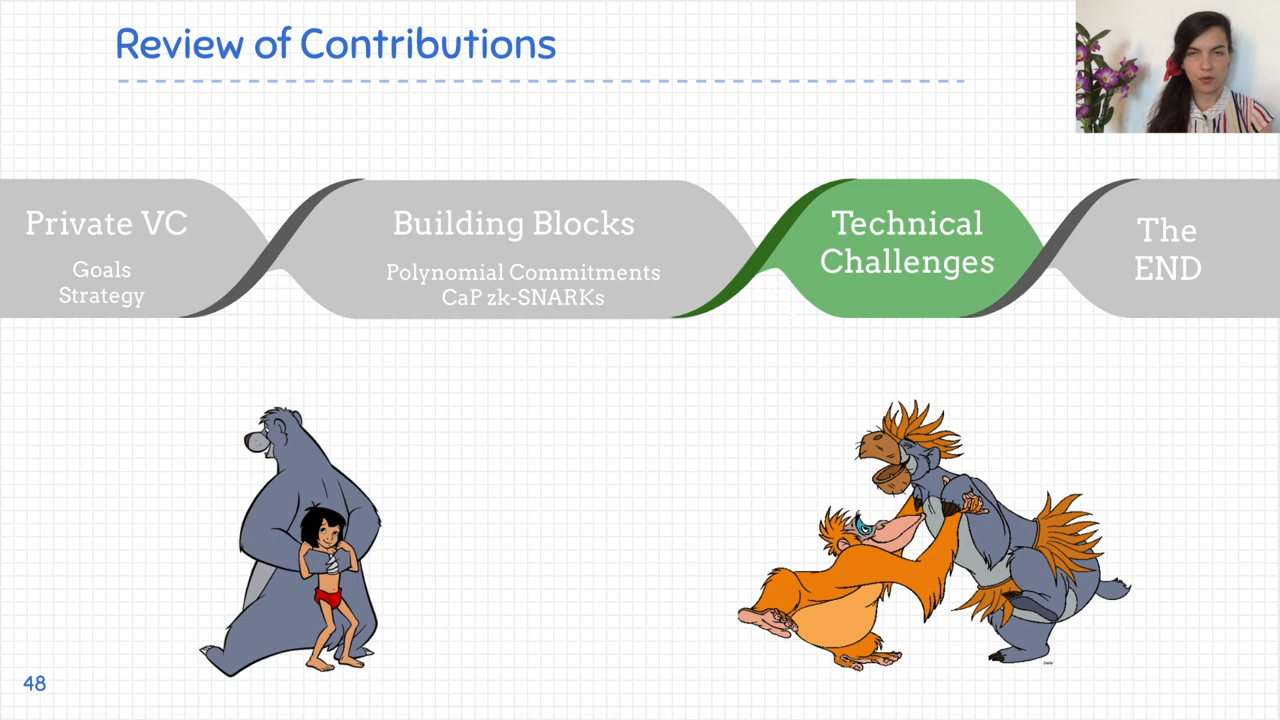 Review of Contributions
Private VC
Goals
Strategy
Building Blocks
Polynomial Commitments
CaP zk-SNARKs
Technical
Challenges
The
END
48